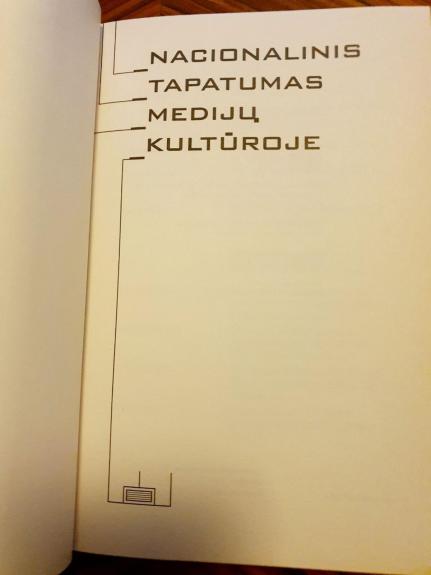 NACIONALINIS
TAPATUMAS
MEDIJŲ
KULTŪROJE